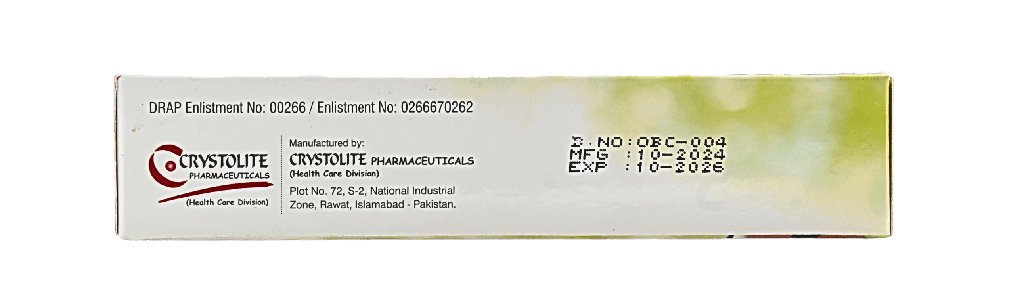 DRAP Enlistment No: 00266 / Enlistment No: 0266670262
CRYSTOLITE
PHARMACEUTICALS
(Health Care Division)
Manufactured by:
CRYSTOLITE PHARMACEUTICALS
(Health Care Division)
Plot No. 72, S-2, National Industrial
Zone, Rawat, Islamabad - Pakistan.
B.NO:OBC-004
MFG :10-2024
EXP :10-2026